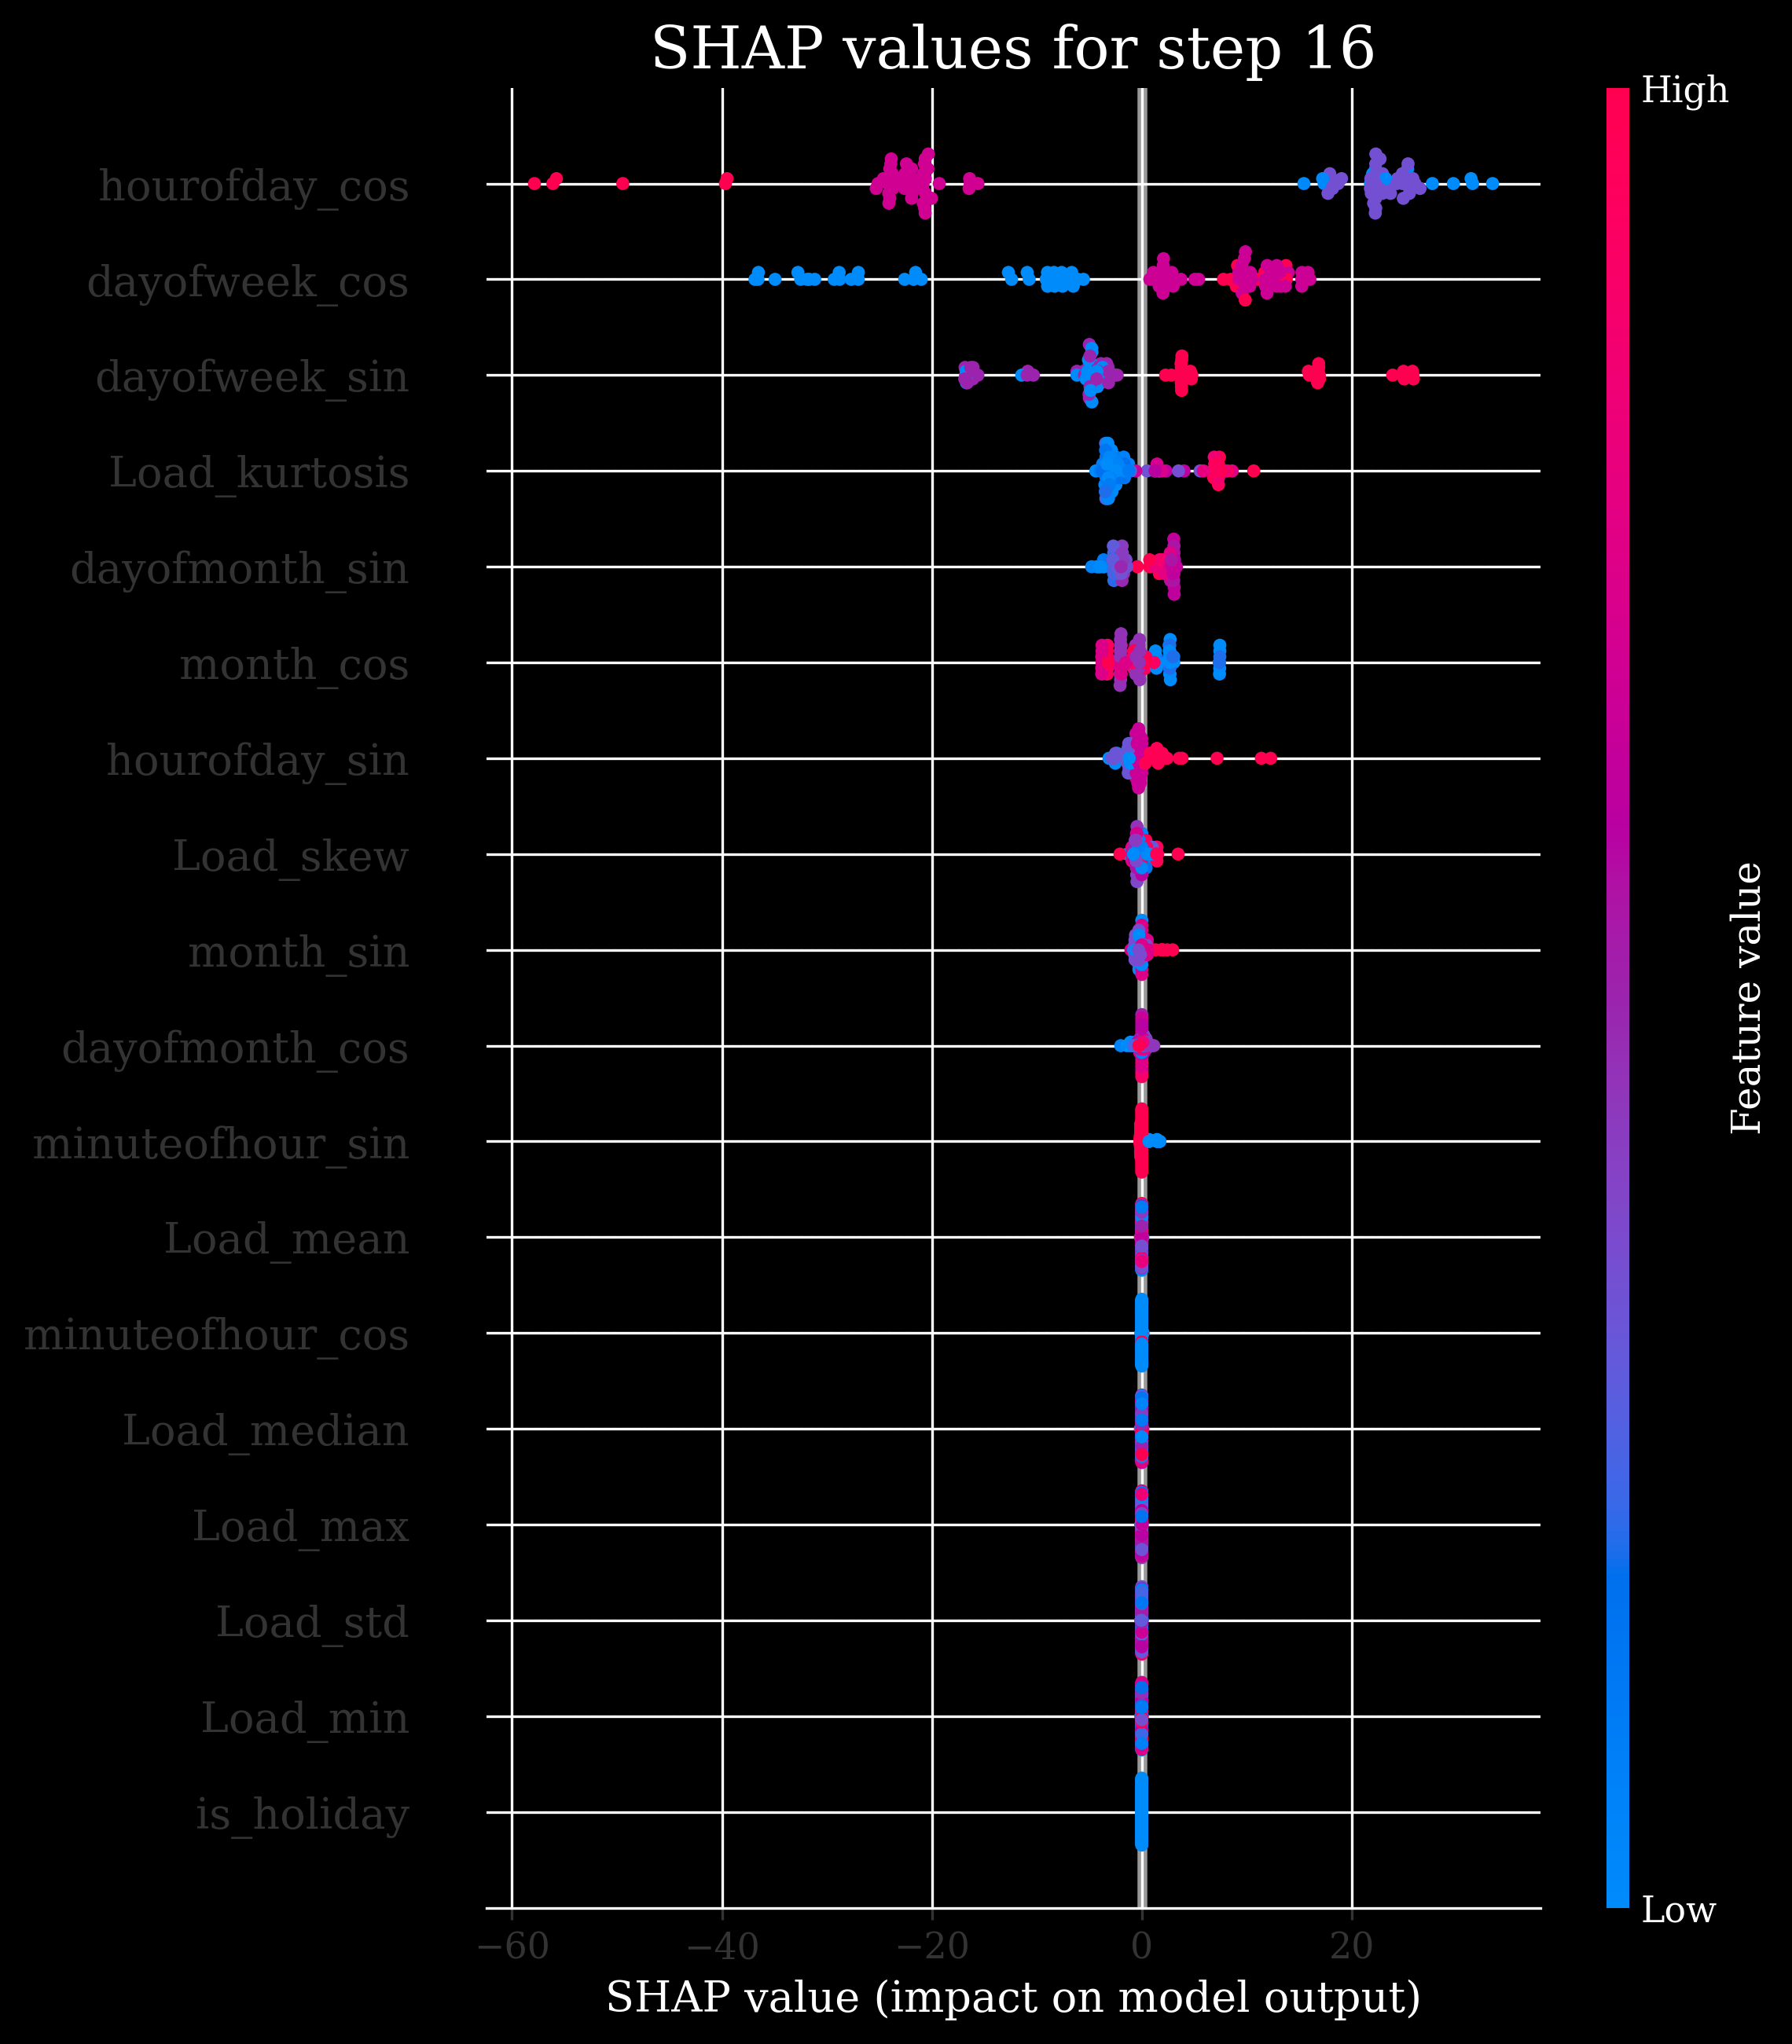 SHAP values for step 16
High
hourofday_cos
dayofweek_cos
dayofweek_sin
Load_kurtosis
dayofmonth_sin
month_cos
hourofday_sin
Load_skew
month_sin
dayofmonth_cos
minuteofhour_sin
Load_mean
minuteofhour_cos
Load_median
Load_max
Load_std
Load_min
is_holiday
Feature value
Low
−60 −40 −20 0 20
SHAP value (impact on model output)